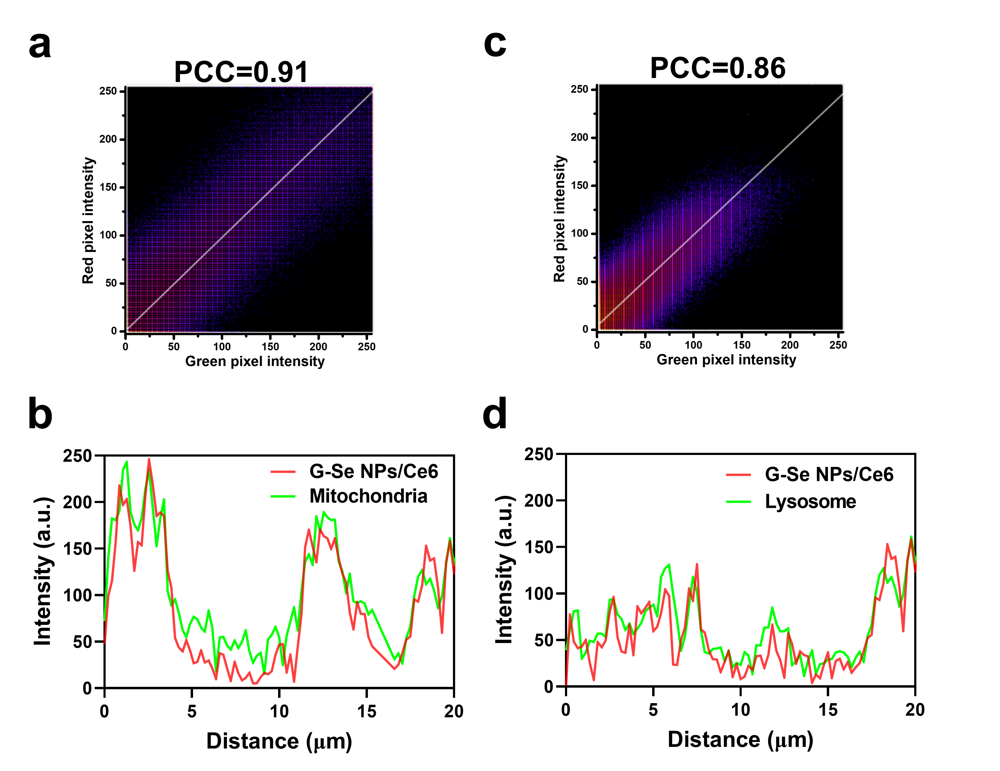 a
PCC=0.91
250
200
150
100
50
0
0 50 100 150 200 250
Red pixel intensity
Green pixel intensity
c
PCC=0.86
250
200
150
100
50
0
0 50 100 150 200 250
Red pixel intensity
Green pixel intensity
b
250
200
150
100
50
0
0 5 10 15 20
Intensity (a.u.)
Distance (μm)
G-Se NPs/Ce6
Mitochondria
d
250
200
150
100
50
0
0 5 10 15 20
Intensity (a.u.)
Distance (μm)
G-Se NPs/Ce6
Lysosome